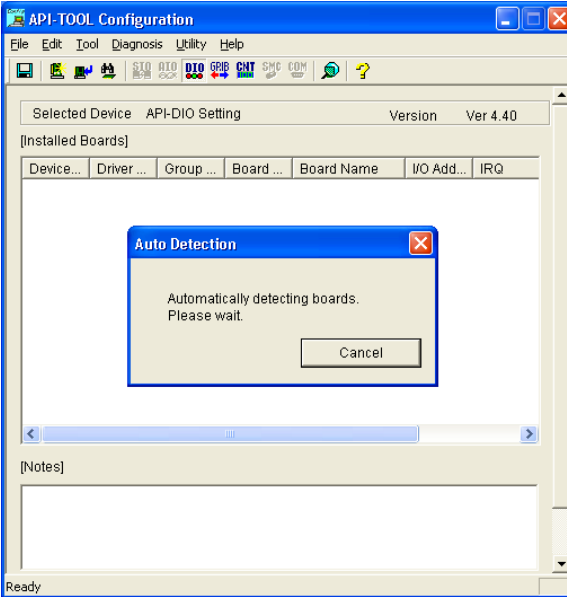 API-TOOL Configuration
File Edit Tool Diagnosis Utility Help
SIO AIO DIO GPIB CNT SMC COM
Selected Device API-DIO Setting Version Ver 4.40
[Installed Boards]
Device... Driver ... Group ... Board ... Board Name I/O Add... IRQ
Auto Detection
Automatically detecting boards.
Please wait.
Cancel
[Notes]
Ready